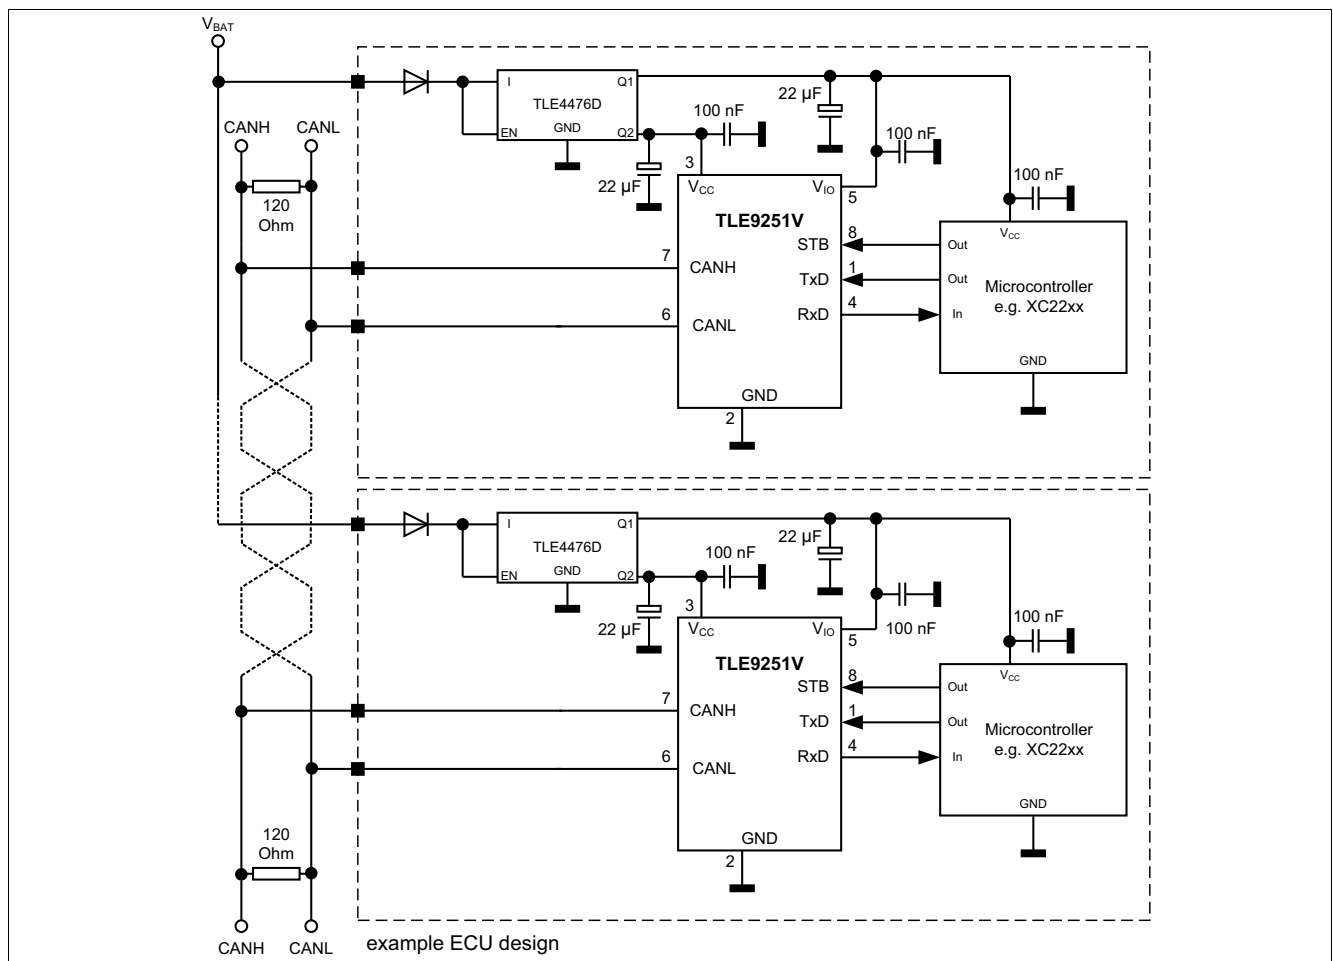 VBAT
CANH CANL
120
Ohm
I Q1
TLE4476D
EN GND Q2
22 µF
100 nF
22 µF
100 nF
100 nF
3
VCC VIO
5
TLE9251V
STB 8
TxD 1
RxD 4
7 CANH
6 CANL
GND
2
VCC
Out
Out
In
Microcontroller
e.g. XC22xx
GND
I Q1
TLE4476D
EN GND Q2
22 µF
100 nF
22 µF
100 nF
100 nF
3
VCC VIO
5
TLE9251V
STB 8
TxD 1
RxD 4
7 CANH
6 CANL
GND
2
VCC
Out
Out
In
Microcontroller
e.g. XC22xx
GND
120
Ohm
CANH CANL
example ECU design